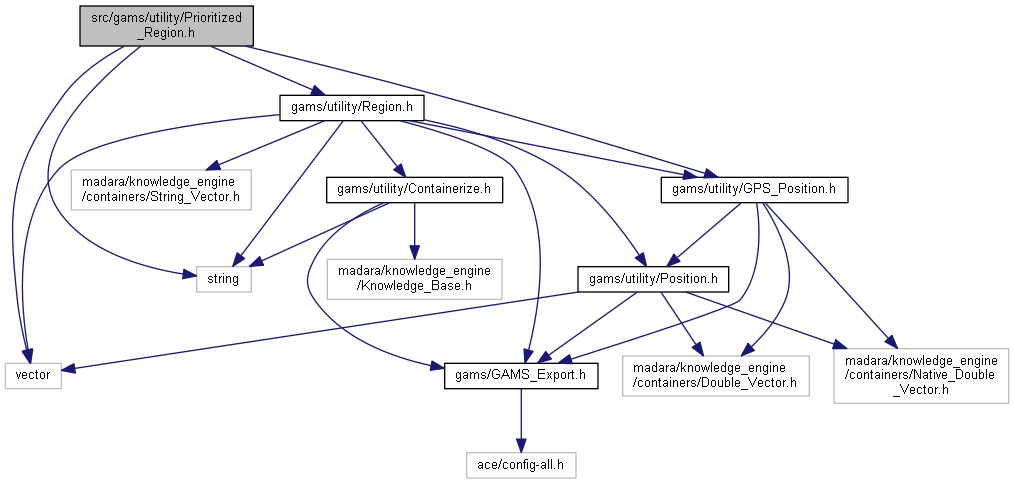 src/gams/utility/Prioritized
_Region.h
gams/utility/Region.h
madara/knowledge_engine
/containers/String_Vector.h
gams/utility/Containerize.h
gams/utility/GPS_Position.h
string
madara/knowledge_engine
/Knowledge_Base.h
gams/utility/Position.h
vector
gams/GAMS_Export.h
madara/knowledge_engine
/containers/Double_Vector.h
madara/knowledge_engine
/containers/Native_Double
_Vector.h
ace/config-all.h